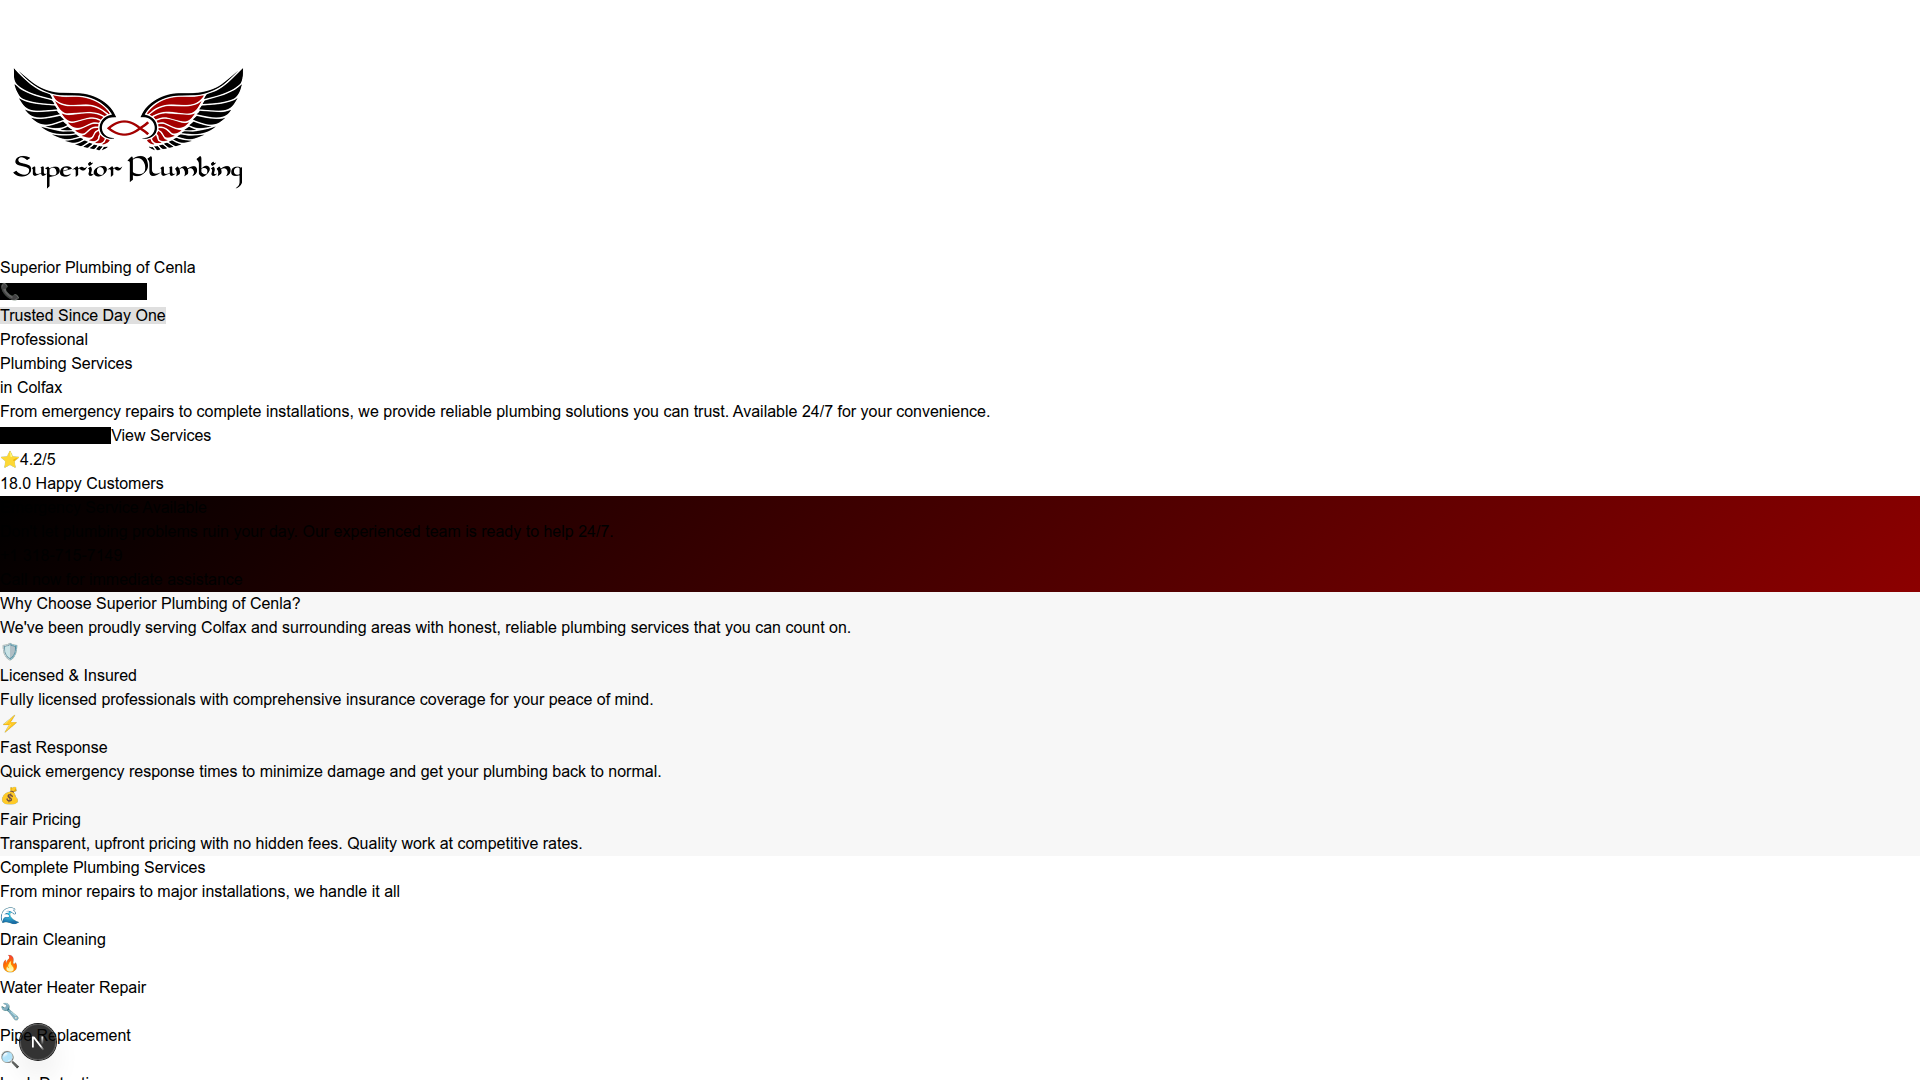 Superior Plumbing
Superior Plumbing of Cenla
Trusted Since Day One
Professional
Plumbing Services
in Colfax
From emergency repairs to complete installations, we provide reliable plumbing solutions you can trust. Available 24/7 for your convenience.
View Services
4.2/5
18.0 Happy Customers
ruin your day. Our experienced team is ready to help 24/7.
assistance
Why Choose Superior Plumbing of Cenla?
We've been proudly serving Colfax and surrounding areas with honest, reliable plumbing services that you can count on.
Licensed & Insured
Fully licensed professionals with comprehensive insurance coverage for your peace of mind.
Fast Response
Quick emergency response times to minimize damage and get your plumbing back to normal.
Fair Pricing
Transparent, upfront pricing with no hidden fees. Quality work at competitive rates.
Complete Plumbing Services
From minor repairs to major installations, we handle it all
Drain Cleaning
Water Heater Repair
Pipe Replacement
N